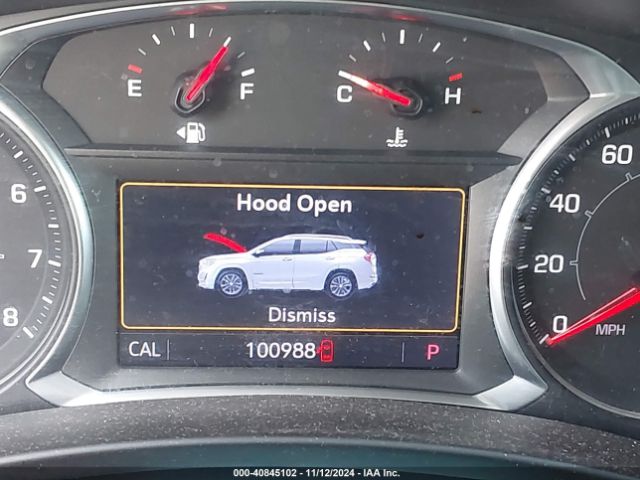 E F
C H
Hood Open
Dismiss
CAL 100988 P
6
7
8
60
40
20
0
MPH
000-40845102 - 11/12/2024 - IAA Inc.